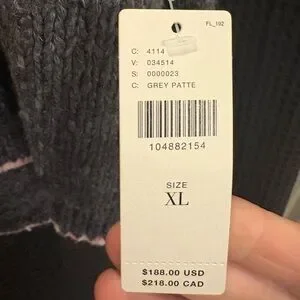 FL_192
C: 4114
V: 034514
S: 0000023
C: GREY PATTE
104882154
SIZE
XL
$188.00 USD
$218.00 CAD